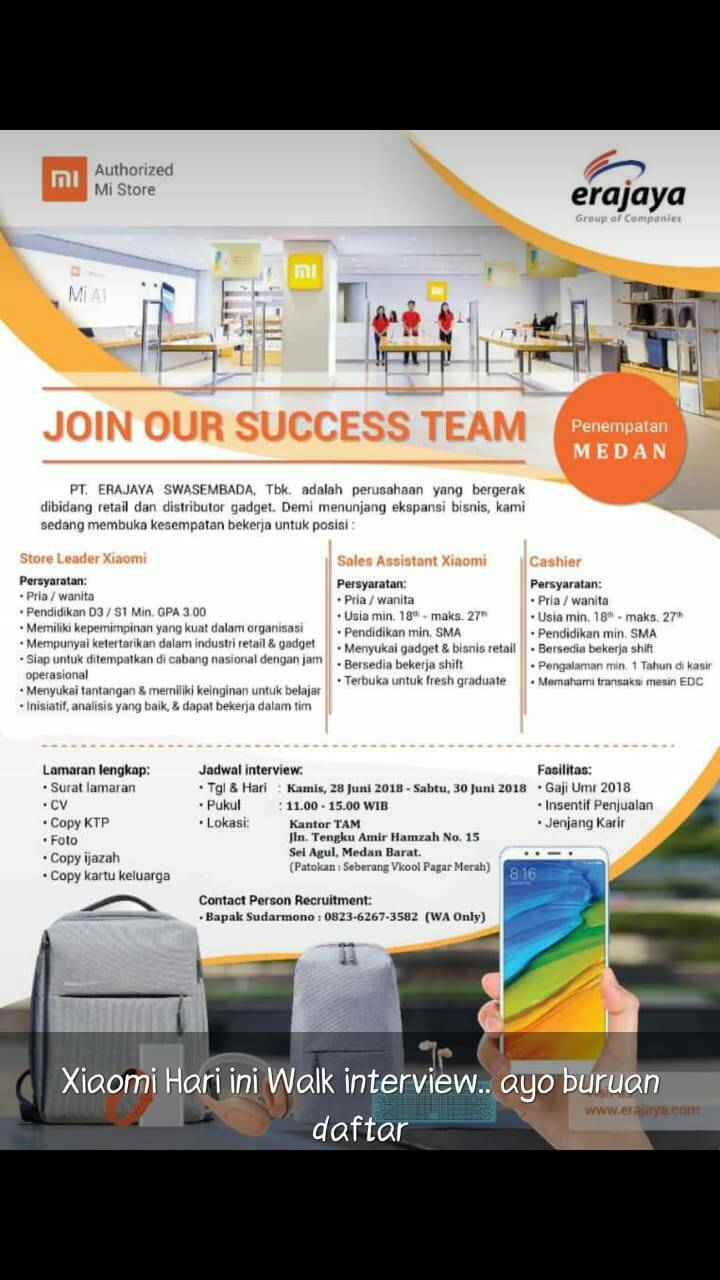 mi Authorized
Mi Store
erajaya
Group of Companies
mi
Mi A1
mi
mi
JOIN OUR SUCCESS TEAM
Penempatan
MEDAN
PT. ERAJAYA SWASEMBADA, Tbk. adalah perusahaan yang bergerak
dibidang retail dan distributor gadget. Demi menunjang ekspansi bisnis, kami
sedang membuka kesempatan bekerja untuk posisi :
Store Leader Xiaomi
Persyaratan:
• Pria / wanita
• Pendidikan D3 / S1 Min. GPA 3.00
• Memiliki kepemimpinan yang kuat dalam organisasi
• Mempunyai ketertarikan dalam industri retail & gadget
• Siap untuk ditempatkan di cabang nasional dengan jam
operasional
• Menyukai tantangan & memiliki keinginan untuk belajar
• Inisiatif, analisis yang baik, & dapat bekerja dalam tim
Sales Assistant Xiaomi
Persyaratan:
• Pria / wanita
• Usia min. 18th - maks. 27th
• Pendidikan min. SMA
• Menyukai gadget & bisnis retail
• Bersedia bekerja shift
• Terbuka untuk fresh graduate
Cashier
Persyaratan:
• Pria / wanita
• Usia min. 18th - maks. 27th
• Pendidikan min. SMA
• Bersedia bekerja shift
• Pengalaman min. 1 Tahun di kasir
• Memahami transaksi mesin EDC
Lamaran lengkap:
• Surat lamaran
• CV
• Copy KTP
• Foto
• Copy ijazah
• Copy kartu keluarga
Jadwal interview:
• Tgl & Hari : Kamis, 28 Juni 2018 - Sabtu, 30 Juni 2018
• Pukul : 11.00 - 15.00 WIB
• Lokasi: Kantor TAM
Jln. Tengku Amir Hamzah No. 15
Sei Agul, Medan Barat.
(Patokan : Seberang Vkool Pagar Merah)
Contact Person Recruitment:
• Bapak Sudarmono : 0823-6267-3582 (WA Only)
Fasilitas:
• Gaji Umr 2018
• Insentif Penjualan
• Jenjang Karir
8:16
Xiaomi Hari ini Walk interview.. ayo buruan
daftar
Visit us:
www.erajaya.com